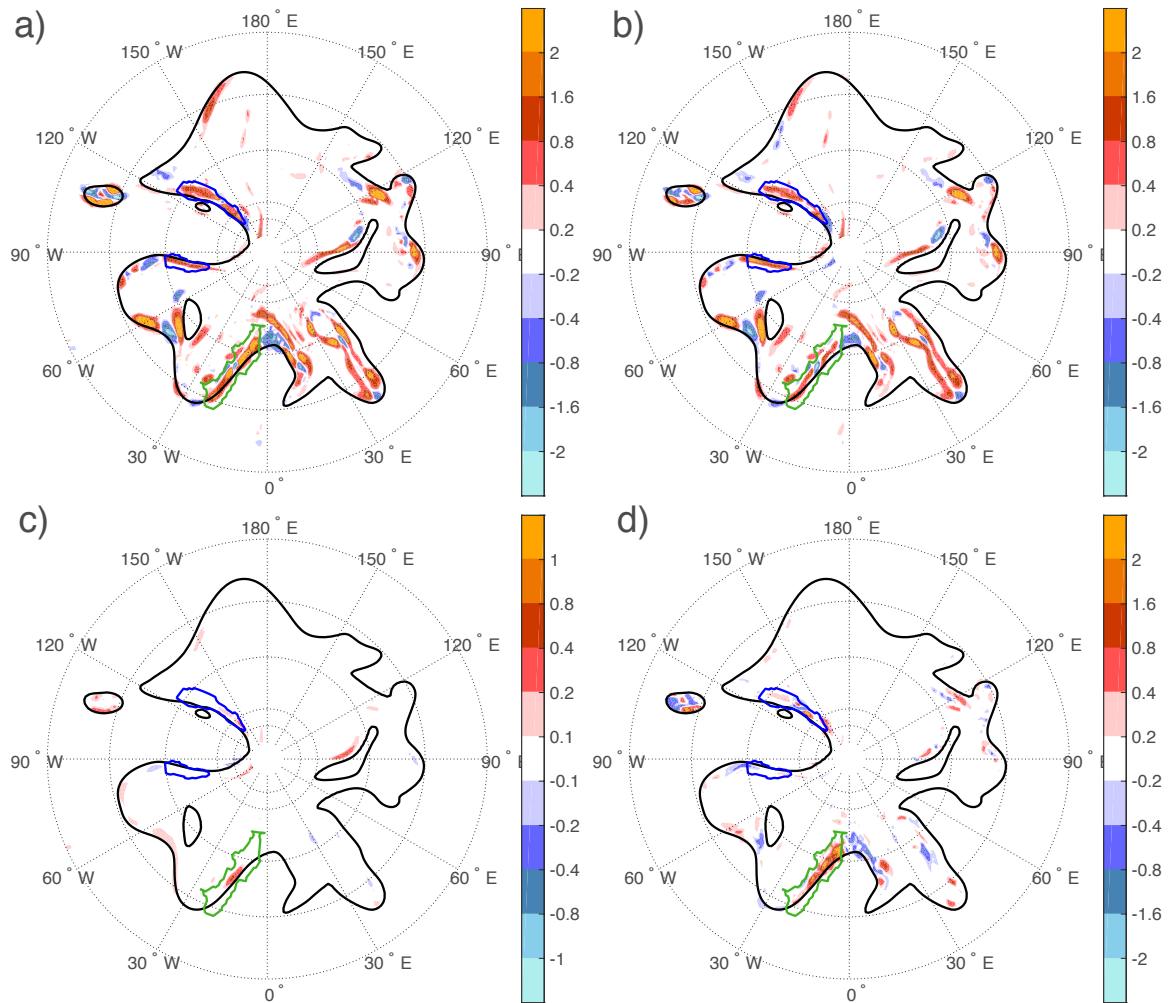 a)
180° E
150° W
150° E
120° W
120° E
90° W
90° E
60° W
60° E
30° W
30° E
0°
2
1.6
0.8
0.4
0.2
-0.2
-0.4
-0.8
-1.6
-2
b)
180° E
150° W
150° E
120° W
120° E
90° W
90° E
60° W
60° E
30° W
30° E
0°
2
1.6
0.8
0.4
0.2
-0.2
-0.4
-0.8
-1.6
-2
c)
180° E
150° W
150° E
120° W
120° E
90° W
90° E
60° W
60° E
30° W
30° E
0°
1
0.8
0.4
0.2
0.1
-0.1
-0.2
-0.4
-0.8
-1
d)
180° E
150° W
150° E
120° W
120° E
90° W
90° E
60° W
60° E
30° W
30° E
0°
2
1.6
0.8
0.4
0.2
-0.2
-0.4
-0.8
-1.6
-2